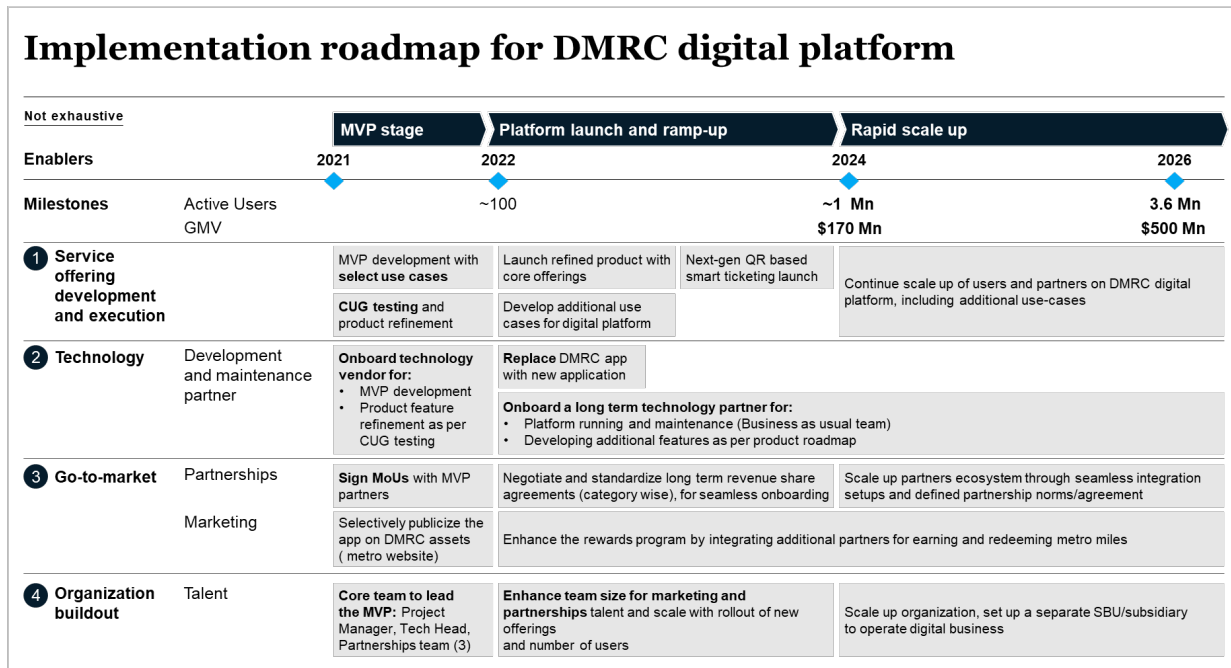 Implementation roadmap for DMRC digital platform
Not exhaustive
MVP stage
Platform launch and ramp-up
Rapid scale up
Enablers
2021
2022
2024
2026
Milestones
Active Users
~100
~1 Mn
3.6 Mn
GMV
$170 Mn
$500 Mn
1
Service
offering
development
and execution
MVP development with
select use cases
CUG testing and
product refinement
Launch refined product with
core offerings
Develop additional use
cases for digital platform
Next-gen QR based
smart ticketing launch
Continue scale up of users and partners on DMRC digital
platform, including additional use-cases
2
Technology
Development
and maintenance
partner
Onboard technology
vendor for:
• MVP development
• Product feature
refinement as per
CUG testing
Replace DMRC app
with new application
Onboard a long term technology partner for:
• Platform running and maintenance (Business as usual team)
• Developing additional features as per product roadmap
3
Go-to-market
Partnerships
Sign MoUs with MVP
partners
Negotiate and standardize long term revenue share
agreements (category wise), for seamless onboarding
Scale up partners ecosystem through seamless integration
setups and defined partnership norms/agreement
Marketing
Selectively publicize the
app on DMRC assets
( metro website)
Enhance the rewards program by integrating additional partners for earning and redeeming metro miles
4
Organization
buildout
Talent
Core team to lead
the MVP: Project
Manager, Tech Head,
Partnerships team (3)
Enhance team size for marketing and
partnerships talent and scale with rollout of new
offerings
and number of users
Scale up organization, set up a separate SBU/subsidiary
to operate digital business